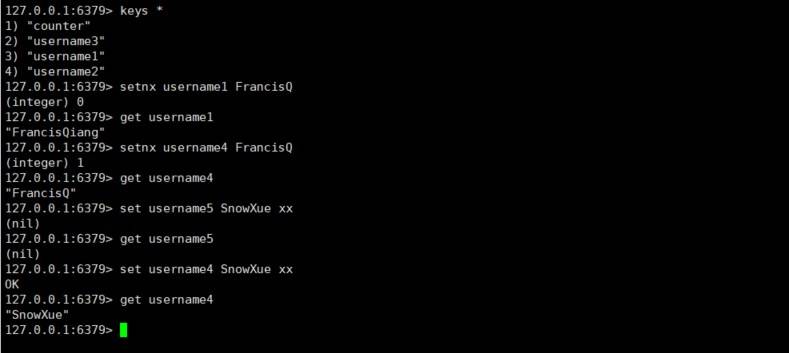 127.0.0.1:6379> keys *
1) "counter"
2) "username3"
3) "username1"
4) "username2"
127.0.0.1:6379> setnx username1 FrancisQ
(integer) 0
127.0.0.1:6379> get username1
"FrancisQiang"
127.0.0.1:6379> setnx username4 FrancisQ
(integer) 1
127.0.0.1:6379> get username4
"FrancisQ"
127.0.0.1:6379> set username5 SnowXue xx
(nil)
127.0.0.1:6379> get username5
(nil)
127.0.0.1:6379> set username4 SnowXue xx
OK
127.0.0.1:6379> get username4
"SnowXue"
127.0.0.1:6379>